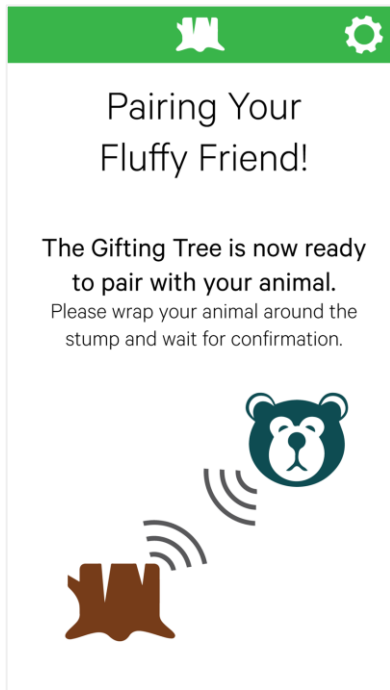 Pairing Your
Fluffy Friend!
The Gifting Tree is now ready
to pair with your animal.
Please wrap your animal around the
stump and wait for confirmation.